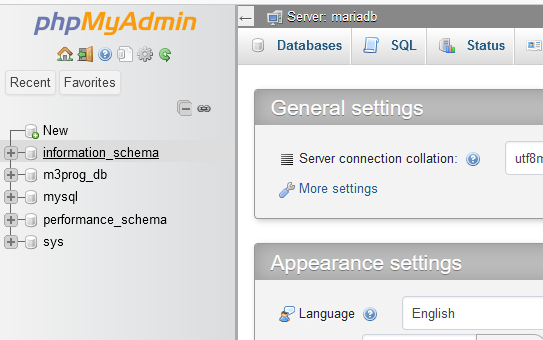 phpMyAdmin
Recent Favorites
New
information_schema
m3prog_db
mysql
performance_schema
sys
Server: mariadb
Databases SQL Status
General settings
Server connection collation:
More settings
Appearance settings
Language English